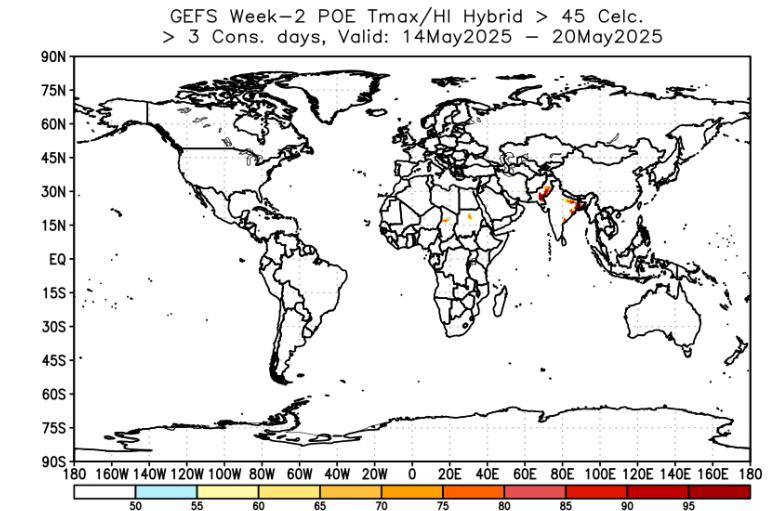 GEFS Week-2 POE Tmax/HI Hybrid > 45 Celc.
> 3 Cons. days, Valid: 14May2025 - 20May2025
90N
75N
60N
45N
30N
15N
EQ
15S
30S
45S
60S
75S
90S
180 160W 140W 120W 100W 80W 60W 40W 20W 0 20E 40E 60E 80E 100E 120E 140E 160E 180
50 55 60 65 70 75 80 85 90 95